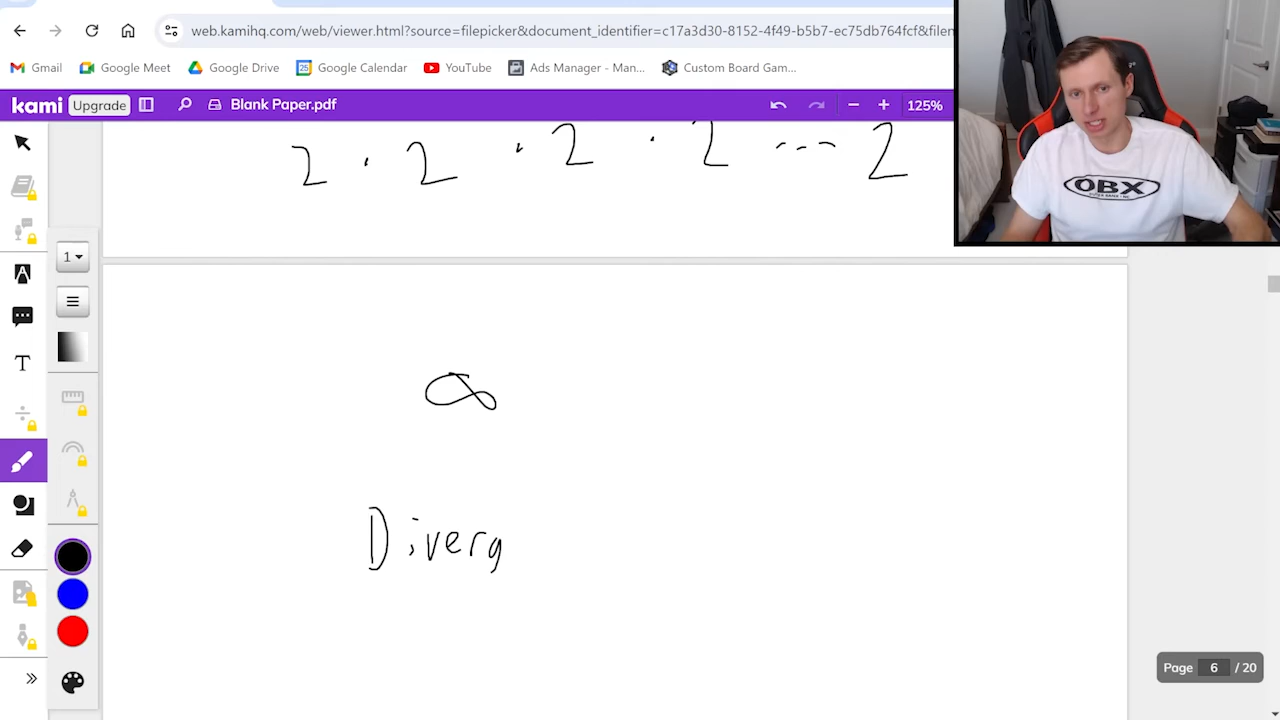 web.kamihq.com/web/viewer.html?source=filepicker&document_identifier=c17a3d30-8152-4f49-b5b7-ec75db764fcf&filen
Gmail Google Meet Google Drive 25 Google Calendar YouTube Ads Manager - Man... Custom Board Gam...
kami Upgrade Blank Paper.pdf 125%
2 · 2 · 2 · 2 --- 2
OBX
1
A
T
∞
Diverg
Page 6 / 20